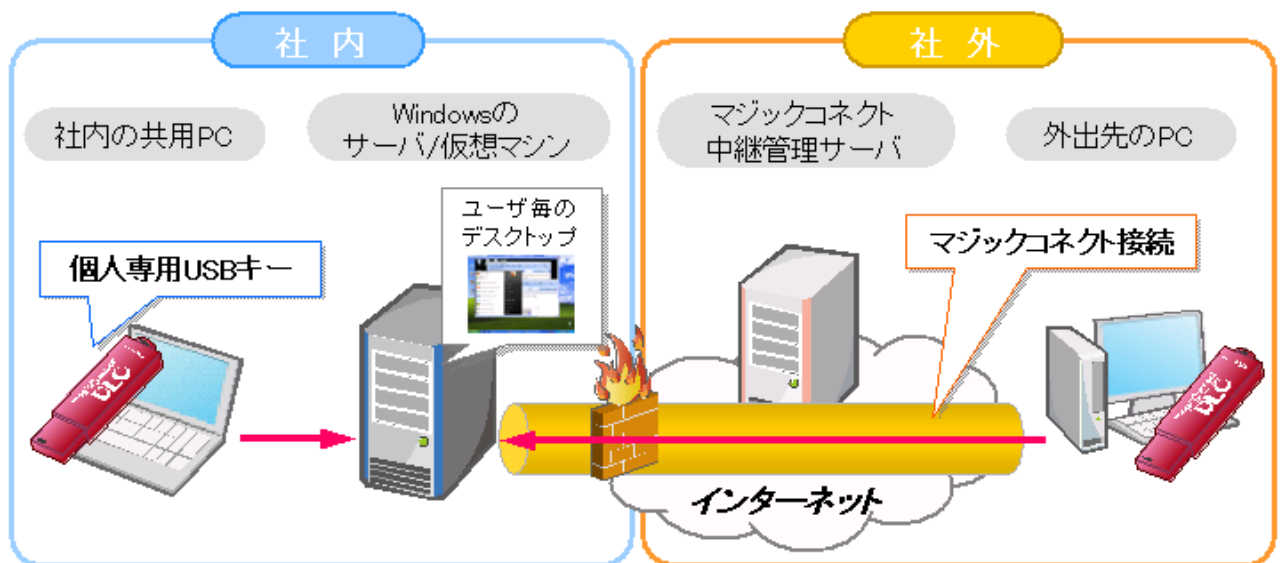 社内
社外
社内の共用PC
Windowsの
サーバ/仮想マシン
マジックコネクト
中継管理サーバ
外出先のPC
ユーザ毎の
デスクトップ
個人専用USBキー
マジックコネクト接続
DLC
DLC
インターネット